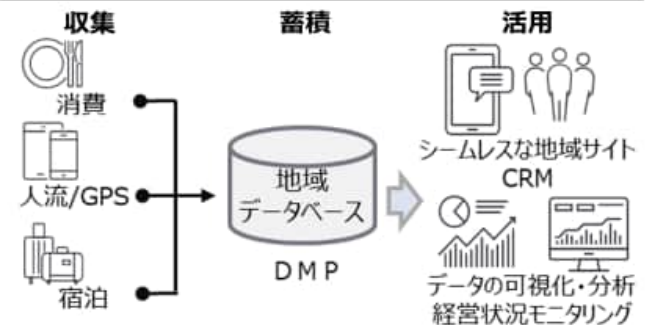 収集
蓄積
活用
消費
人流/GPS
宿泊
地域
データベース
ＤＭＰ
シームレスな地域サイト
CRM
データの可視化・分析
経営状況モニタリング